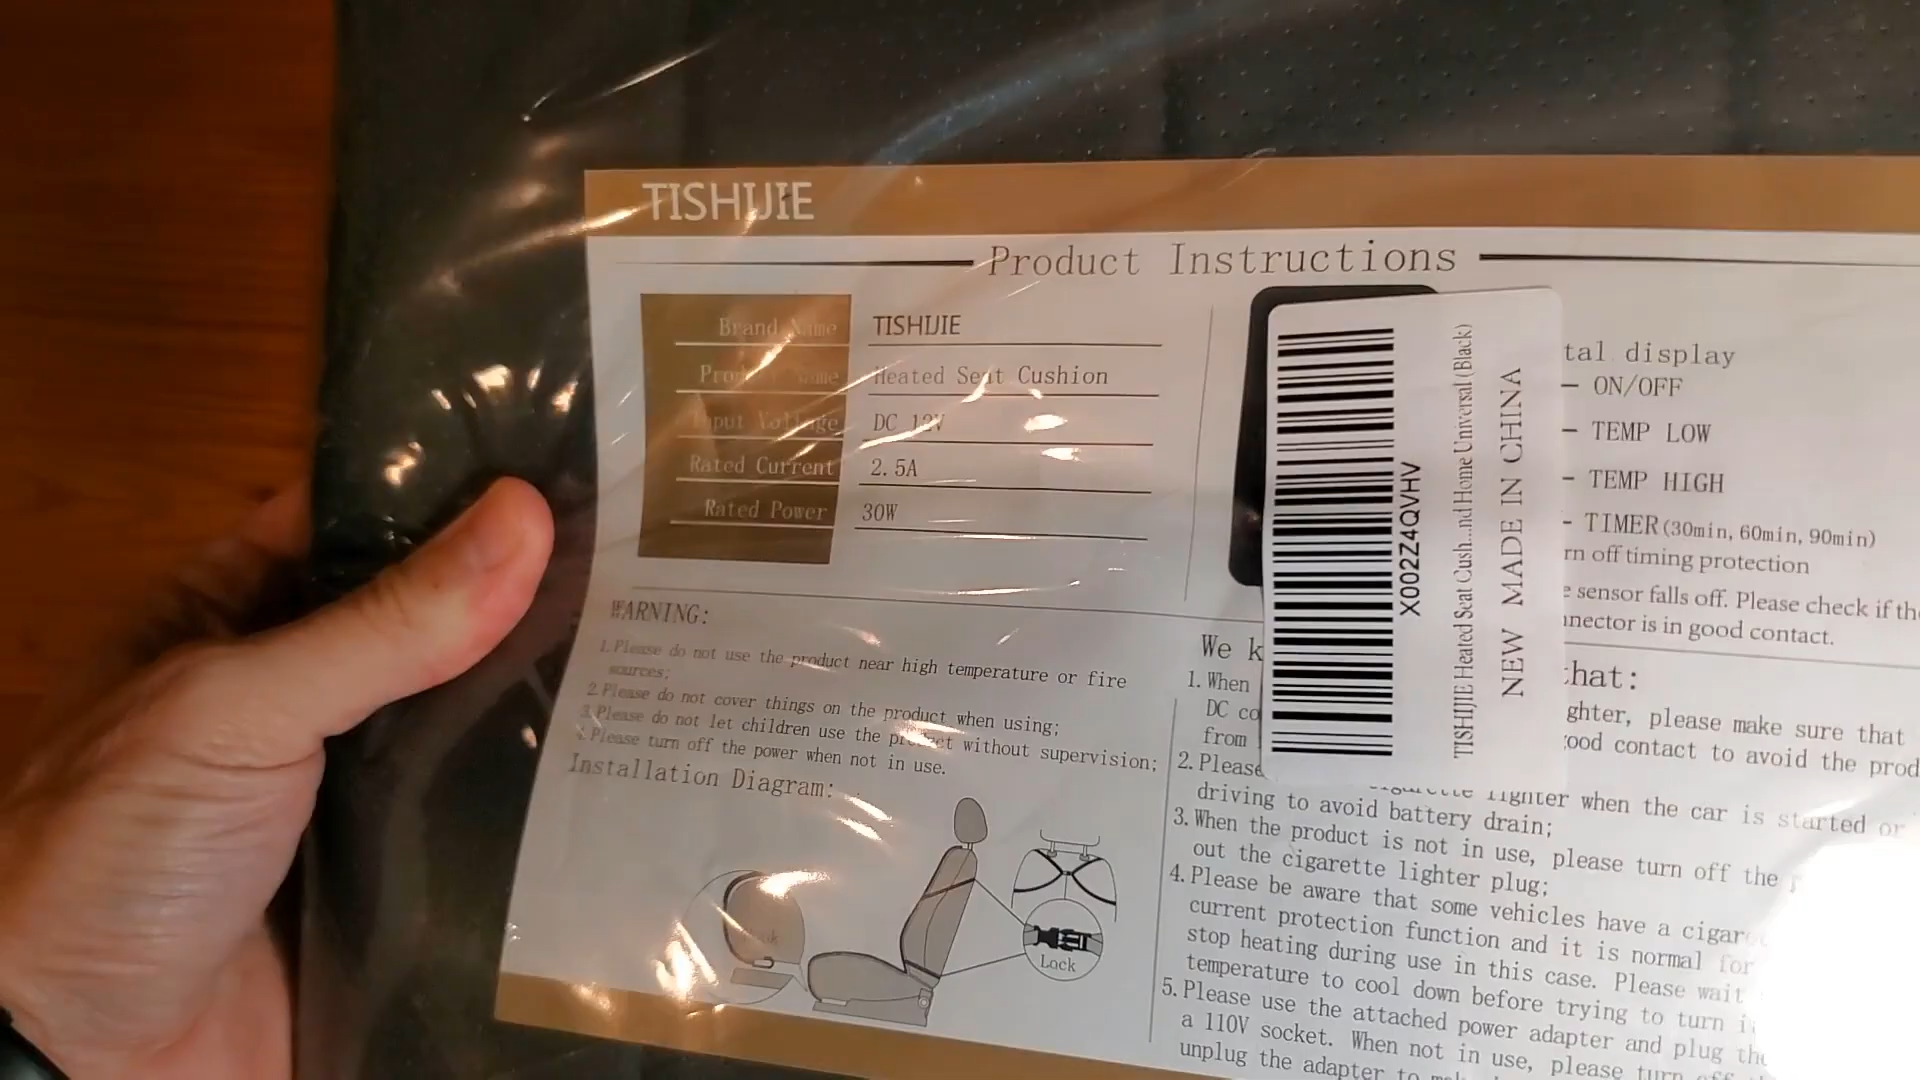 TISHIJIE
Product Instructions
Brand Name TISHIJIE
Product Name Heated Seat Cushion
Input Voltage DC 12V
Rated Current 2.5A
Rated Power 30W
tal display
ON/OFF
TEMP LOW
TEMP HIGH
TIMER(30min, 60min, 90min)
rn off timing protection
sensor falls off. Please check if the
nnector is in good contact.
X002Z4QVHV
TISHIJIE Heated Seat Cush...nd Home Universal (Black)
NEW MADE IN CHINA
WARNING:
1.Please do not use the product near high temperature or fire
sources;
2.Please do not cover things on the product when using;
3.Please do not let children use the product without supervision;
4.Please turn off the power when not in use.
Installation Diagram:
Lock
We k hat:
1.When ghter, please make sure that
DC co ood contact to avoid the prod
from
2.Please cigarette lighter when the car is started or
driving to avoid battery drain;
3.When the product is not in use, please turn off the
out the cigarette lighter plug;
4.Please be aware that some vehicles have a cigar
current protection function and it is normal for
stop heating during use in this case. Please wait
temperature to cool down before trying to turn i
5.Please use the attached power adapter and plug the
a 110V socket. When not in use, please turn off
unplug the adapter to